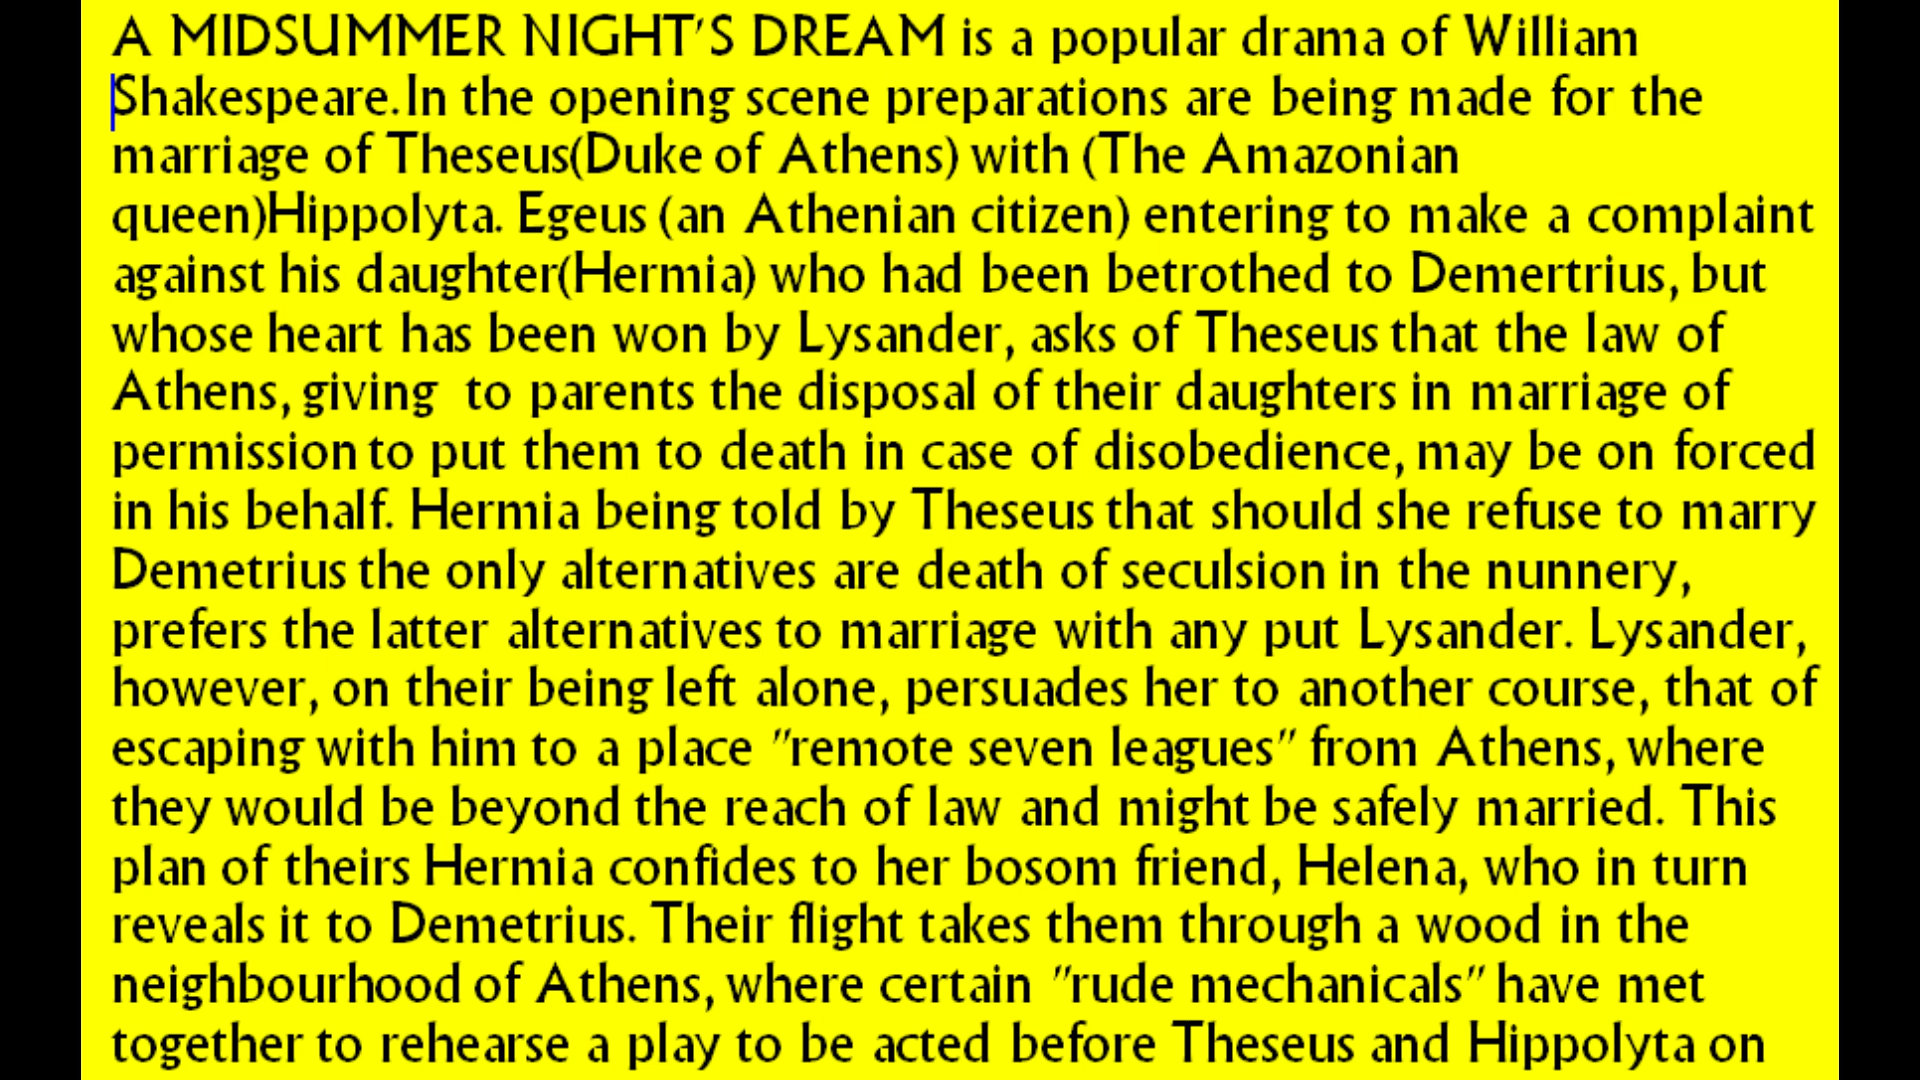 A MIDSUMMER NIGHT'S DREAM is a popular drama of William
Shakespeare.In the opening scene preparations are being made for the
marriage of Theseus(Duke of Athens) with (The Amazonian
queen)Hippolyta. Egeus (an Athenian citizen) entering to make a complaint
against his daughter(Hermia) who had been betrothed to Demertrius, but
whose heart has been won by Lysander, asks of Theseus that the law of
Athens, giving  to parents the disposal of their daughters in marriage of
permission to put them to death in case of disobedience, may be on forced
in his behalf. Hermia being told by Theseus that should she refuse to marry
Demetrius the only alternatives are death of seculsion in the nunnery,
prefers the latter alternatives to marriage with any put Lysander. Lysander,
however, on their being left alone, persuades her to another course, that of
escaping with him to a place "remote seven leagues" from Athens, where
they would be beyond the reach of law and might be safely married. This
plan of theirs Hermia confides to her bosom friend, Helena, who in turn
reveals it to Demetrius. Their flight takes them through a wood in the
neighbourhood of Athens, where certain "rude mechanicals" have met
together to rehearse a play to be acted before Theseus and Hippolyta on